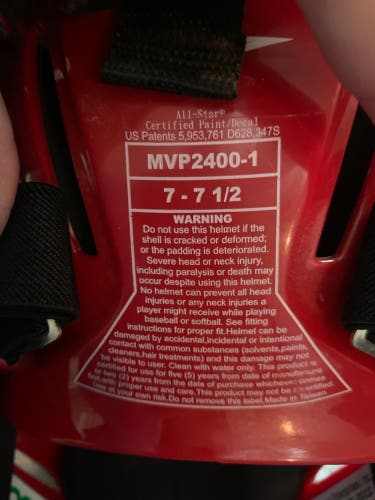 All-Star®
Certified Paint/Decal
US Patents 5,953,761 D628,347S
MVP2400-1
7 - 7 1/2
WARNING
Do not use this helmet if the
shell is cracked or deformed;
or the padding is deteriorated.
Severe head or neck injury,
including paralysis or death may
occur despite using this helmet.
No helmet can prevent all head
injuries or any neck injuries a
player might receive while playing
baseball or softball. See fitting
instructions for proper fit.Helmet can be
damaged by accidental,incidental or intentional
contact with common substances (solvents,paints,
cleaners,hair treatments) and this damage may not
be visible to user. Clean with water only. This product is
certified for use for five (5) years from date of manufacture
or two (2) years from the date of purchase whichever comes
first,with proper use and care.This product may not be recertified.
Use at your own risk.Do not remove this label.Made in Taiwan.